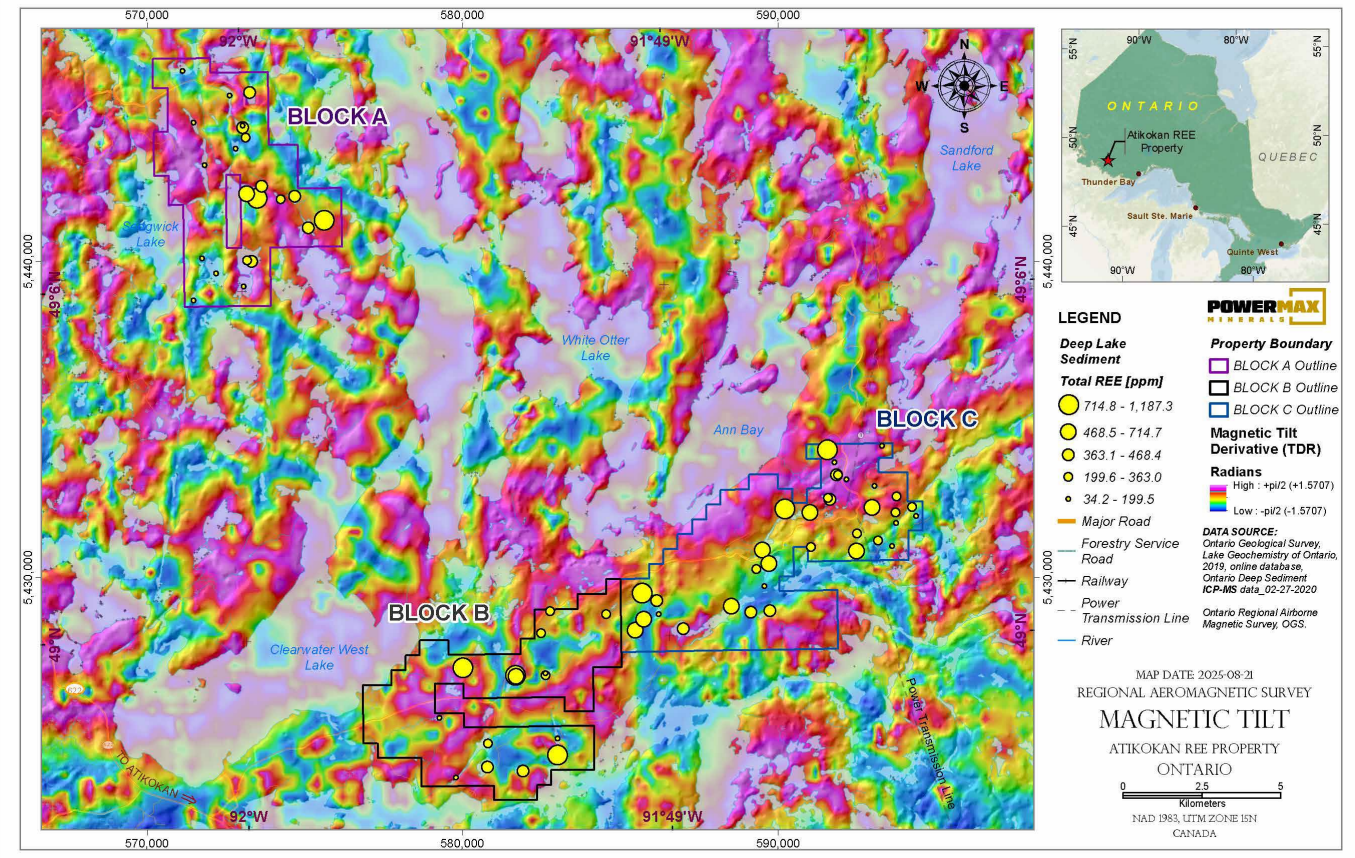 570,000
580,000
590,000
92°W
91°49'W
BLOCK A
N
W
E
S
Sandford
Lake
Sedgwick
Lake
5,440,000
49°6'N
49°6'N
5,440,000
White Otter
Lake
Ann Bay
BLOCK C
5,430,000
5,430,000
BLOCK B
49°N
49°N
Clearwater West
Lake
623
TO ATIKOKAN
Power Transmission Line
92°W
91°49'W
570,000
580,000
590,000
90°W
80°W
55°N
55°N
ONTARIO
50°N
50°N
Atikokan REE
Property
QUEBEC
Thunder Bay
Sault Ste. Marie
45°N
45°N
Quinte West
90°W
80°W
POWERMAX
MINERALS
LEGEND
Deep Lake
Sediment
Total REE [ppm]
714.8 - 1,187.3
468.5 - 714.7
363.1 - 468.4
199.6 - 363.0
34.2 - 199.5
Major Road
Forestry Service
Road
Railway
Power
Transmission Line
River
Property Boundary
BLOCK A Outline
BLOCK B Outline
BLOCK C Outline
Magnetic Tilt
Derivative (TDR)
Radians
High : +pi/2 (+1.5707)
Low : -pi/2 (-1.5707)
DATA SOURCE:
Ontario Geological Survey,
Lake Geochemistry of Ontario,
2019, online database,
Ontario Deep Sediment
ICP-MS data_02-27-2020
Ontario Regional Airborne
Magnetic Survey, OGS.
MAP DATE: 2025-08-21
REGIONAL AEROMAGNETIC SURVEY
MAGNETIC TILT
ATIKOKAN REE PROPERTY
ONTARIO
0 2.5 5
Kilometers
NAD 1983, UTM ZONE 15N
CANADA